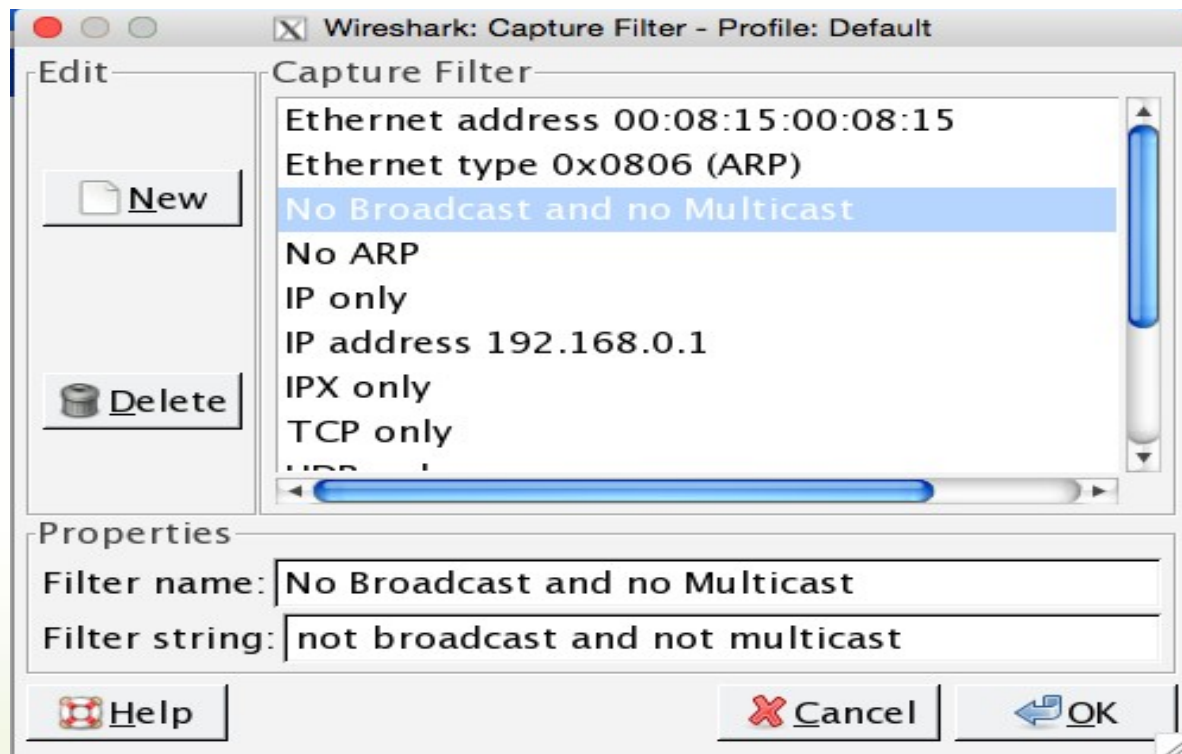 Wireshark: Capture Filter - Profile: Default
Edit
Capture Filter
New
Delete
Ethernet address 00:08:15:00:08:15
Ethernet type 0x0806 (ARP)
No Broadcast and no Multicast
No ARP
IP only
IP address 192.168.0.1
IPX only
TCP only
Properties
Filter name: No Broadcast and no Multicast
Filter string: not broadcast and not multicast
Help
Cancel
OK